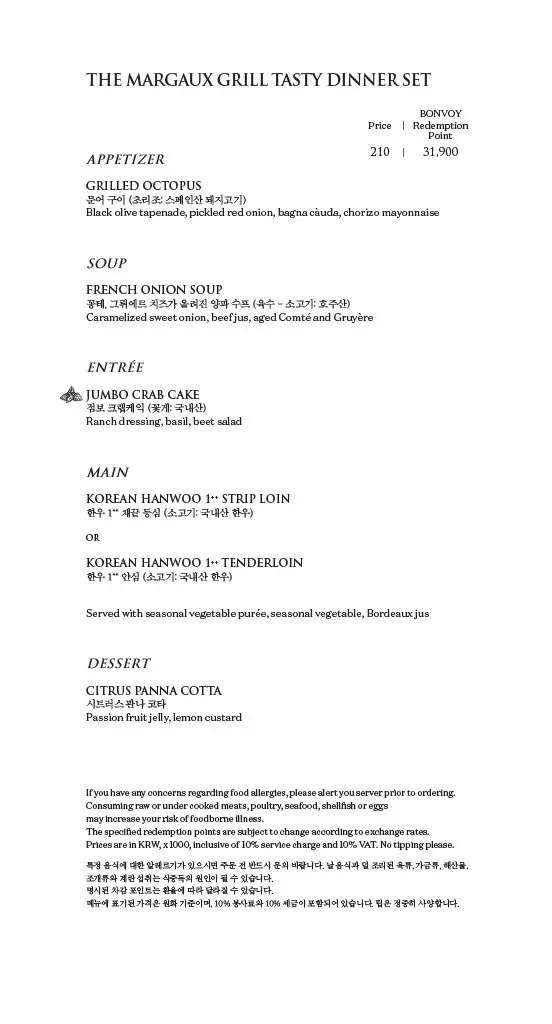 THE MARGAUX GRILL TASTY DINNER SET
Price | BONVOY Redemption Point
210 | 31,900
APPETIZER
GRILLED OCTOPUS
문어 구이 (초리조: 스페인산 돼지고기)
Black olive tapenade, pickled red onion, bagna càuda, chorizo mayonnaise
SOUP
FRENCH ONION SOUP
꽁테, 그뤼에르 치즈가 올려진 양파 수프 (육수 - 소고기: 호주산)
Caramelized sweet onion, beef jus, aged Comté and Gruyère
ENTRÉE
JUMBO CRAB CAKE
점보 크랩케익 (꽃게: 국내산)
Ranch dressing, basil, beet salad
MAIN
KOREAN HANWOO 1++ STRIP LOIN
한우 1++ 채끝 등심 (소고기: 국내산 한우)
OR
KOREAN HANWOO 1++ TENDERLOIN
한우 1++ 안심 (소고기: 국내산 한우)
Served with seasonal vegetable purée, seasonal vegetable, Bordeaux jus
DESSERT
CITRUS PANNA COTTA
시트러스 판나 코타
Passion fruit jelly, lemon custard
If you have any concerns regarding food allergies, please alert you server prior to ordering.
Consuming raw or under cooked meats, poultry, seafood, shellfish or eggs
may increase your risk of foodborne illness.
The specified redemption points are subject to change according to exchange rates.
Prices are in KRW, x 1000, inclusive of 10% service charge and 10% VAT. No tipping please.
특정 음식에 대한 알레르기가 있으시면 주문 전 반드시 문의 바랍니다. 날 음식과 덜 조리된 육류,가금류, 해산물,
조개류와 계란 섭취는 식중독의 원인이 될 수 있습니다.
명시된 차감 포인트는 환율에 따라 달라질 수 있습니다.
메뉴에 표기된 가격은 원화 기준이며, 10% 봉사료와 10% 세금이 포함되어 있습니다. 팁은 정중히 사양합니다.